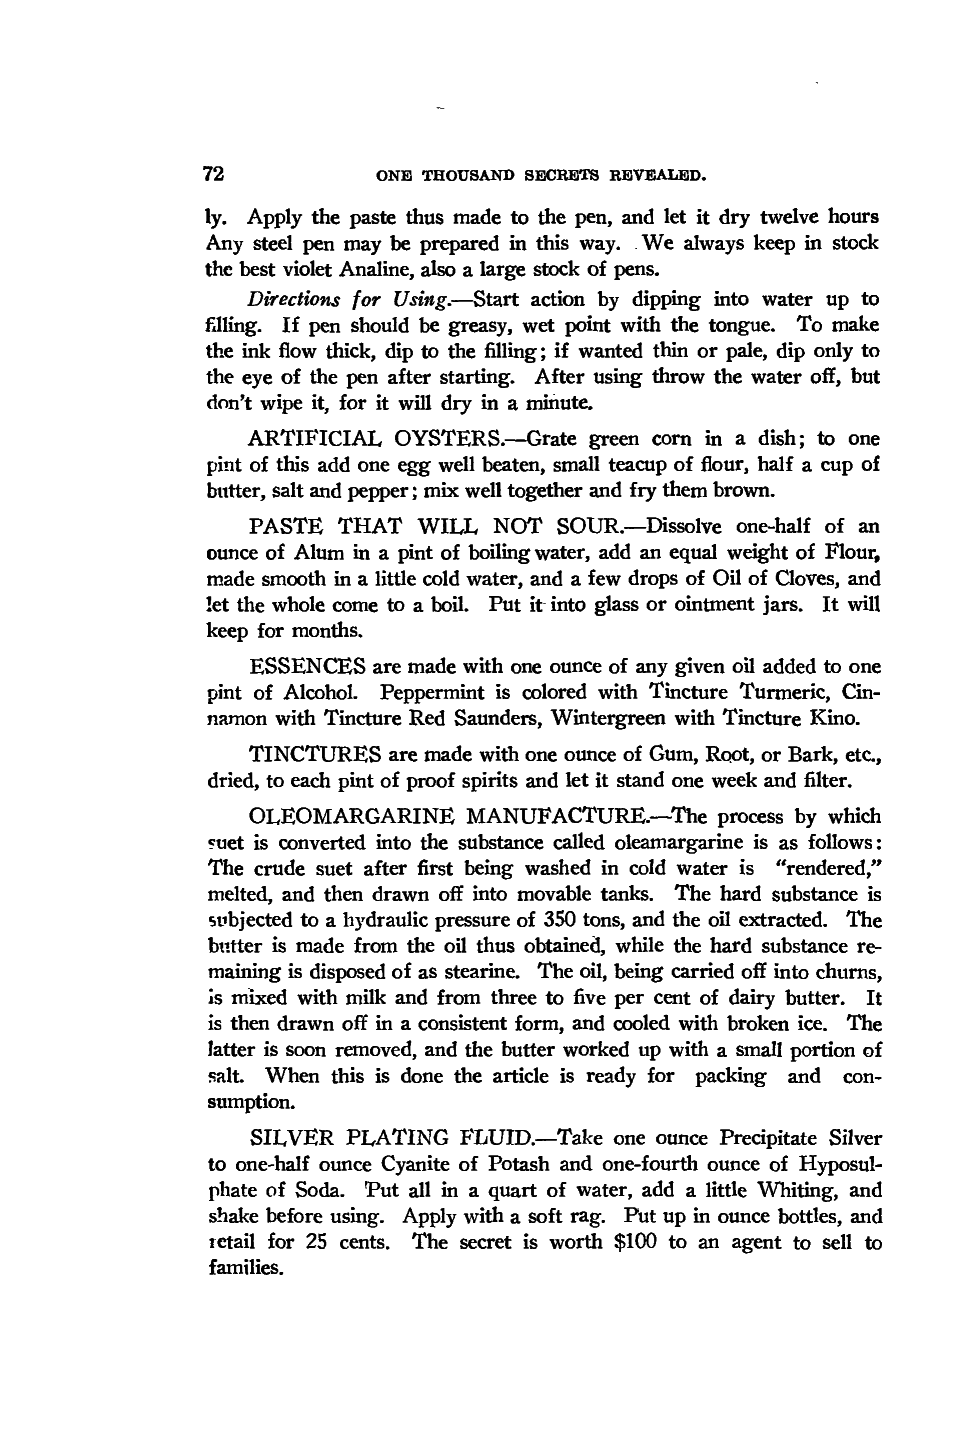 72 ONE THOUSAND SECRETS REVEALED.
ly. Apply the paste thus made to the pen, and let it dry twelve hours
Any steel pen may be prepared in this way. We always keep in stock
the best violet Analine, also a large stock of pens.
Directions for Using.—Start action by dipping into water up to
filling. If pen should be greasy, wet point with the tongue. To make
the ink flow thick, dip to the filling; if wanted thin or pale, dip only to
the eye of the pen after starting. After using throw the water off, but
don't wipe it, for it will dry in a minute.
ARTIFICIAL OYSTERS.—Grate green corn in a dish; to one
pint of this add one egg well beaten, small teacup of flour, half a cup of
butter, salt and pepper; mix well together and fry them brown.
PASTE THAT WILL NOT SOUR.—Dissolve one-half of an
ounce of Alum in a pint of boiling water, add an equal weight of Flour,
made smooth in a little cold water, and a few drops of Oil of Cloves, and
let the whole come to a boil. Put it into glass or ointment jars. It will
keep for months.
ESSENCES are made with one ounce of any given oil added to one
pint of Alcohol. Peppermint is colored with Tincture Turmeric, Cin-
namon with Tincture Red Saunders, Wintergreen with Tincture Kino.
TINCTURES are made with one ounce of Gum, Root, or Bark, etc.,
dried, to each pint of proof spirits and let it stand one week and filter.
OLEOMARGARINE MANUFACTURE.—The process by which
suet is converted into the substance called oleamargarine is as follows:
The crude suet after first being washed in cold water is "rendered,"
melted, and then drawn off into movable tanks. The hard substance is
subjected to a hydraulic pressure of 350 tons, and the oil extracted. The
butter is made from the oil thus obtained, while the hard substance re-
maining is disposed of as stearine. The oil, being carried off into churns,
is mixed with milk and from three to five per cent of dairy butter. It
is then drawn off in a consistent form, and cooled with broken ice. The
latter is soon removed, and the butter worked up with a small portion of
salt. When this is done the article is ready for packing and con-
sumption.
SILVER PLATING FLUID.—Take one ounce Precipitate Silver
to one-half ounce Cyanite of Potash and one-fourth ounce of Hyposul-
phate of Soda. Put all in a quart of water, add a little Whiting, and
shake before using. Apply with a soft rag. Put up in ounce bottles, and
retail for 25 cents. The secret is worth $100 to an agent to sell to
families.